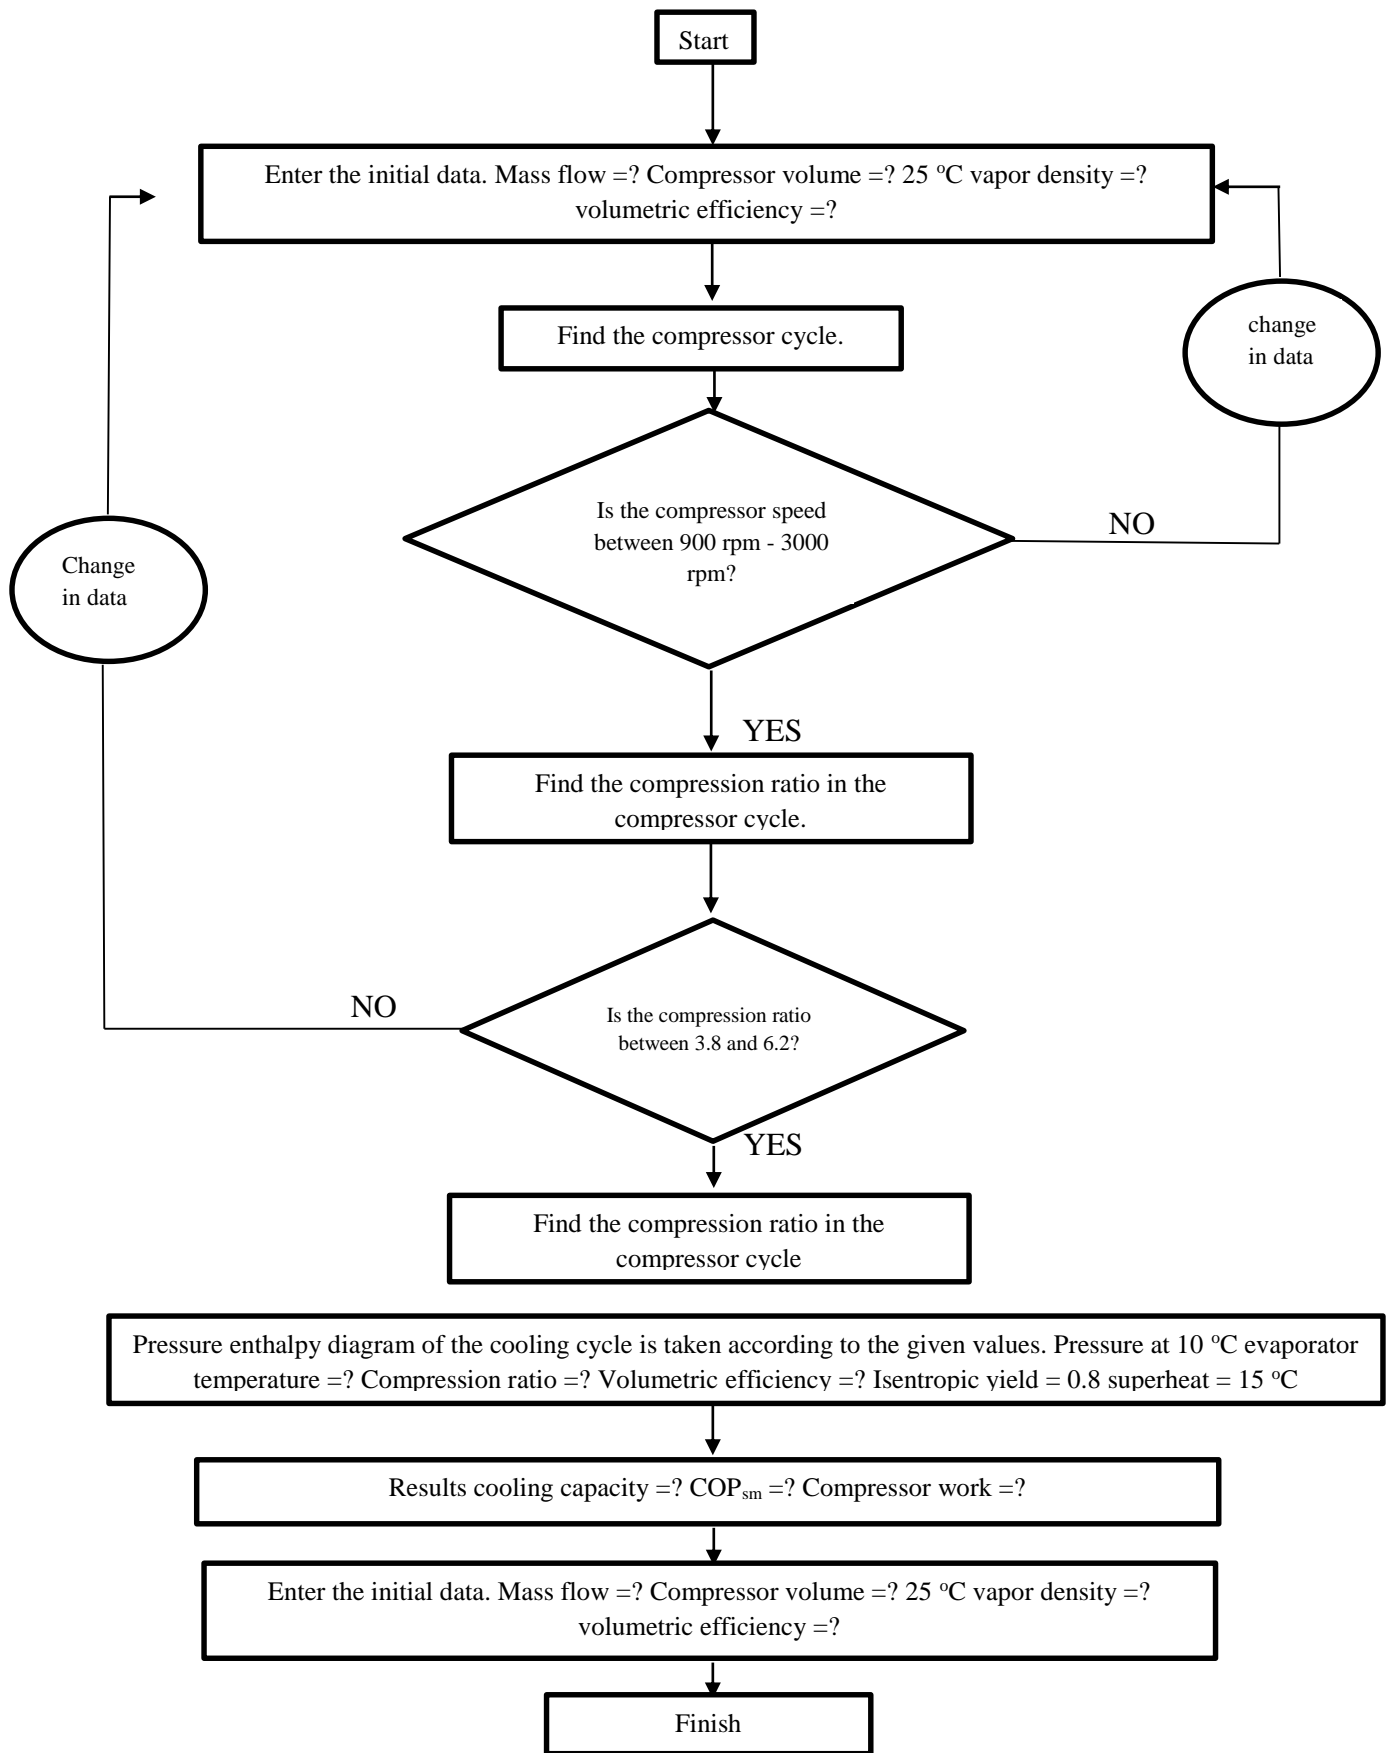 Start
Enter the initial data. Mass flow =? Compressor volume =? 25 °C vapor density =?
volumetric efficiency =?
Find the compressor cycle.
change
in data
Is the compressor speed
between 900 rpm - 3000
rpm?
NO
Change
in data
YES
Find the compression ratio in the
compressor cycle.
NO
Is the compression ratio
between 3.8 and 6.2?
YES
Find the compression ratio in the
compressor cycle
Pressure enthalpy diagram of the cooling cycle is taken according to the given values. Pressure at 10 °C evaporator
temperature =? Compression ratio =? Volumetric efficiency =? Isentropic yield = 0.8 superheat = 15 °C
Results cooling capacity =? COPsm =? Compressor work =?
Enter the initial data. Mass flow =? Compressor volume =? 25 °C vapor density =?
volumetric efficiency =?
Finish